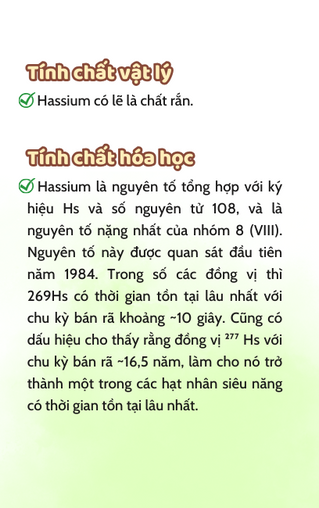 Tính chất vật lý
Hassium có lẽ là chất rắn.
Tính chất hóa học
Hassium là nguyên tố tổng hợp với ký
hiệu Hs và số nguyên tử 108, và là
nguyên tố nặng nhất của nhóm 8 (VIII).
Nguyên tố này được quan sát đầu tiên
năm 1984. Trong số các đồng vị thì
269Hs có thời gian tồn tại lâu nhất với
chu kỳ bán rã khoảng ~10 giây. Cũng có
dấu hiệu cho thấy rằng đồng vị ²⁷⁷ Hs với
chu kỳ bán rã ~16,5 năm, làm cho nó trở
thành một trong các hạt nhân siêu năng
có thời gian tồn tại lâu nhất.